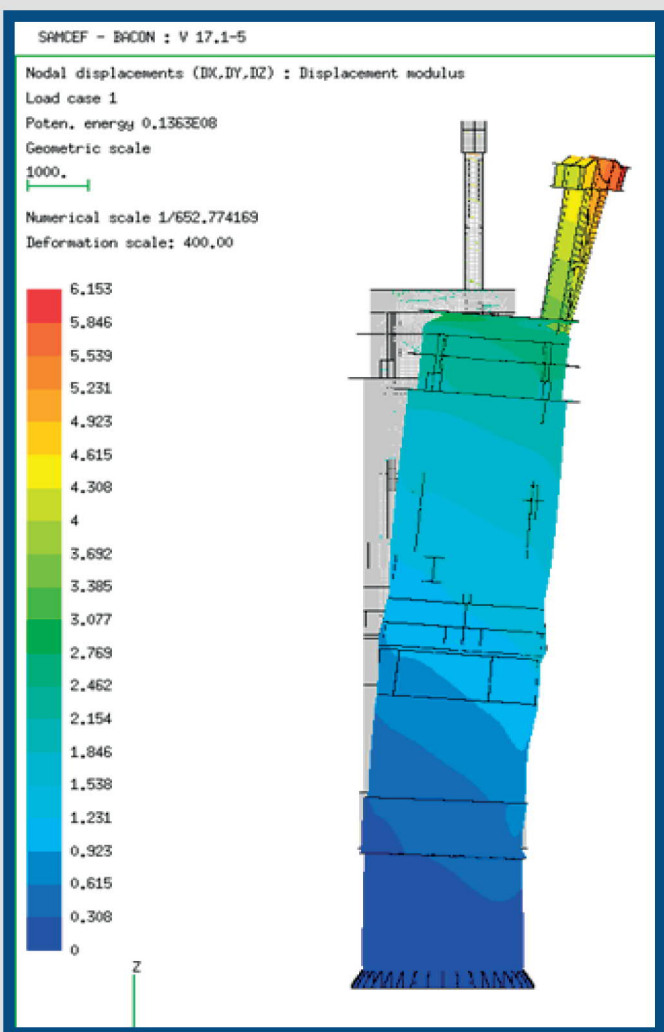 SAMCEF - BACON : V 17.1-5
Nodal displacements (DX,DY,DZ) : Displacement modulus
Load case 1
Poten. energy 0.1363E08
Geometric scale
1000.
Numerical scale 1/652.774169
Deformation scale: 400.00
6.153
5.846
5.539
5.231
4.923
4.615
4.308
4
3.692
3.385
3.077
2.769
2.462
2.154
1.846
1.538
1.231
0.923
0.615
0.308
0
Z